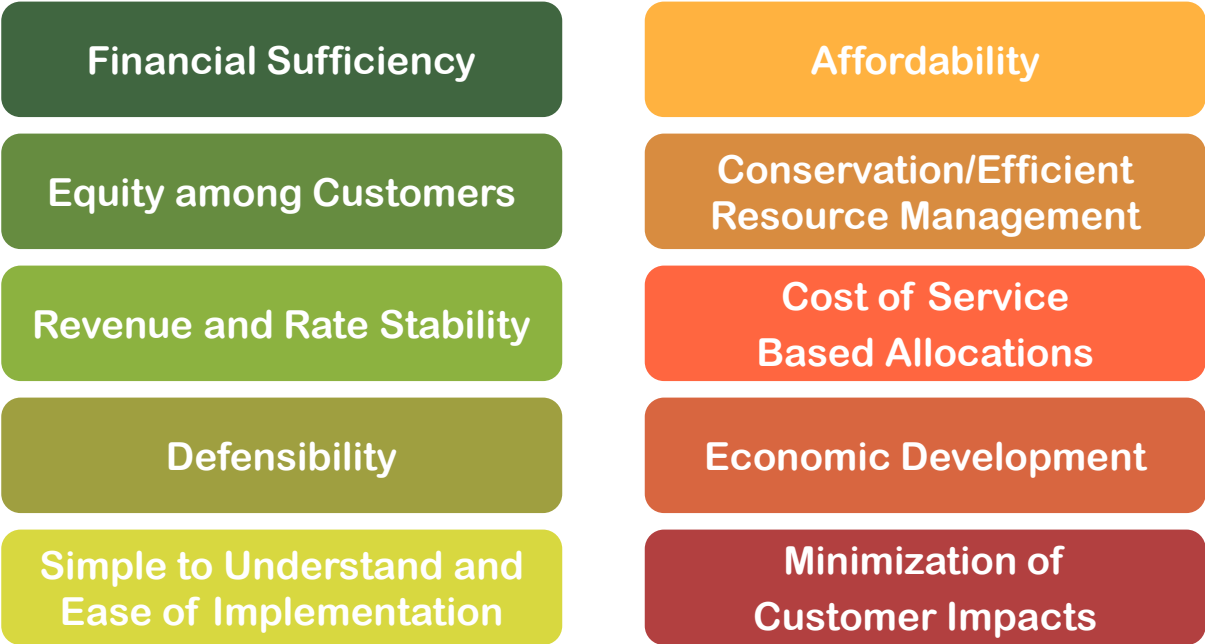 Financial Sufficiency
Equity among Customers
Revenue and Rate Stability
Defensibility
Simple to Understand and
Ease of Implementation
Affordability
Conservation/Efficient
Resource Management
Cost of Service
Based Allocations
Economic Development
Minimization of
Customer Impacts